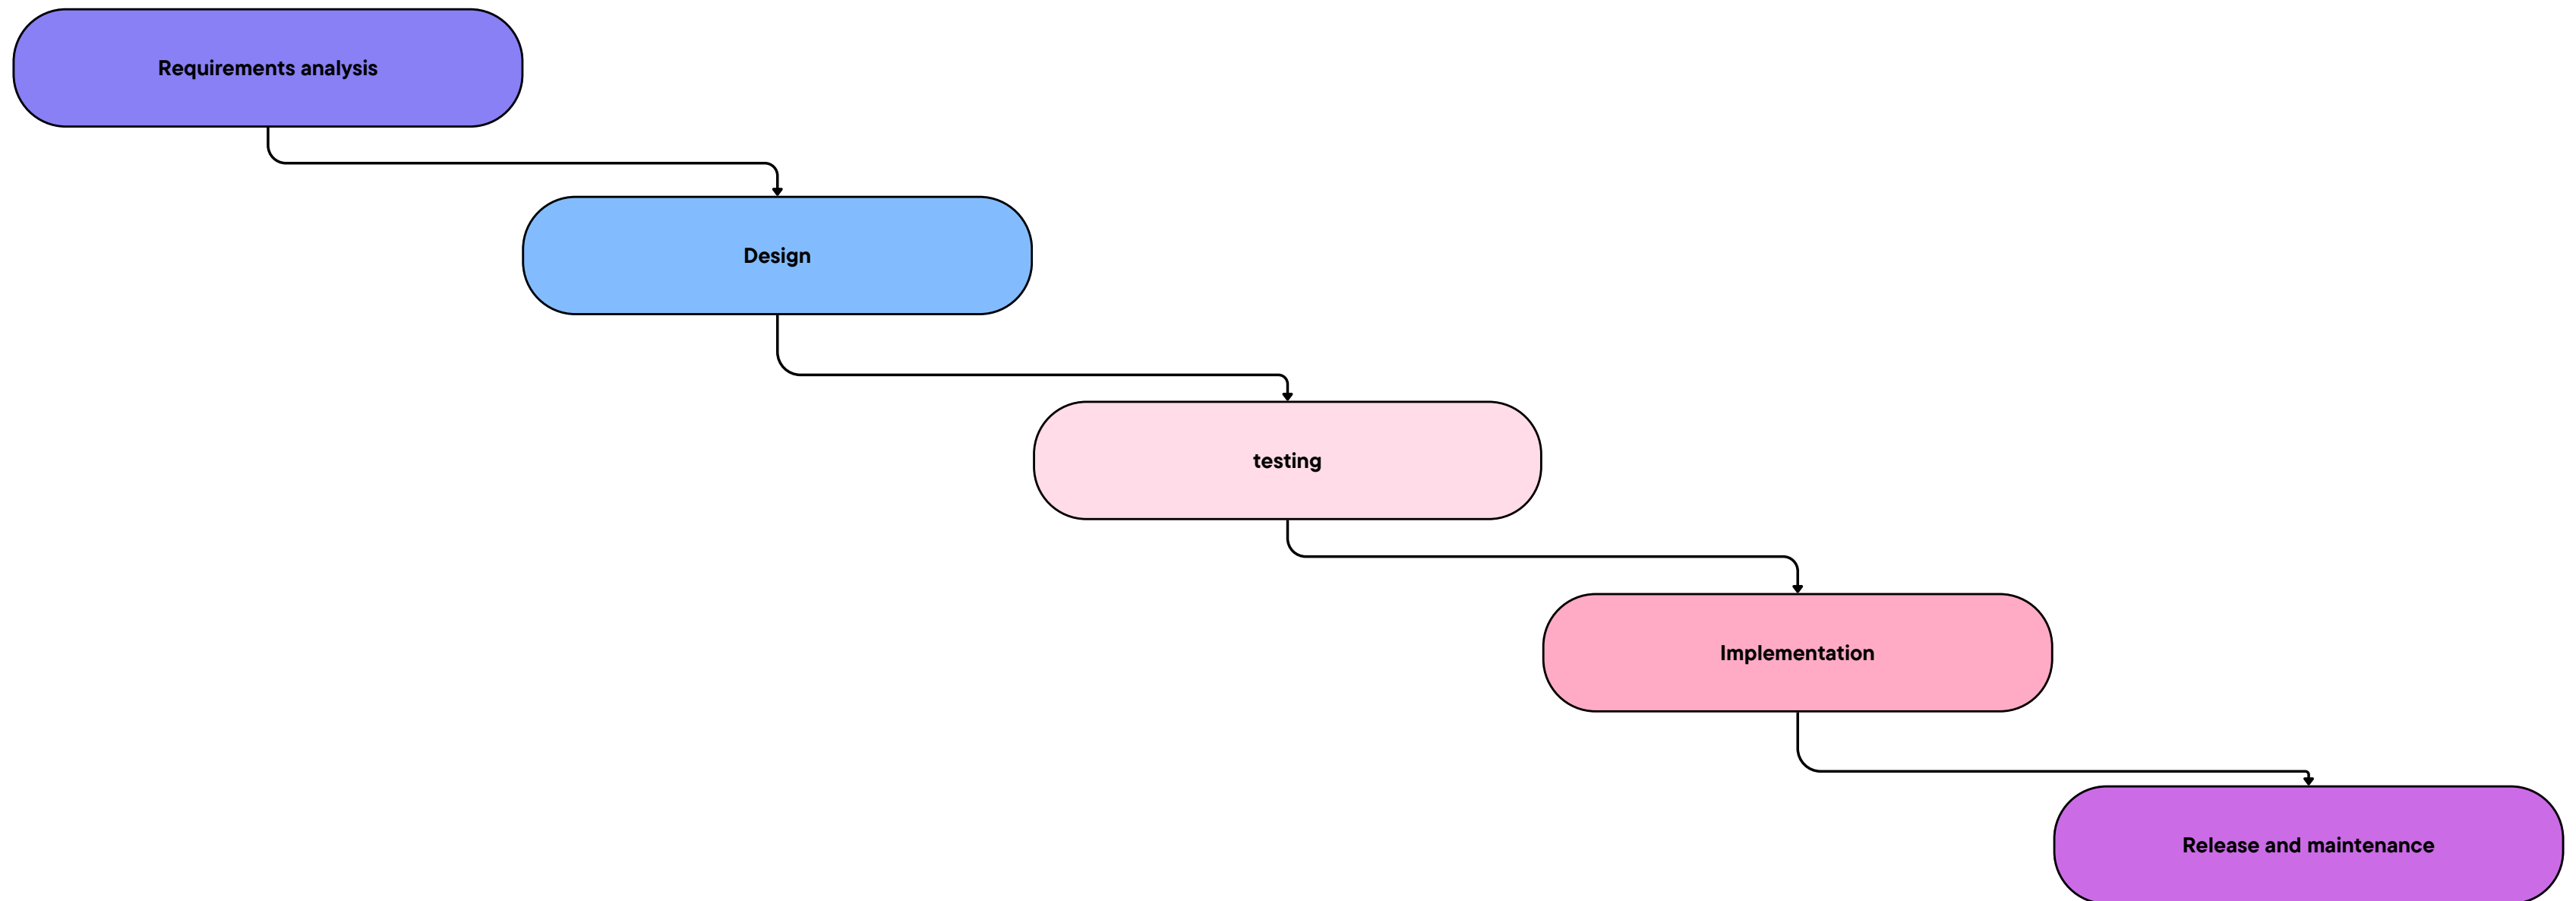 Requirements analysis
Design
testing
Implementation
Release and maintenance